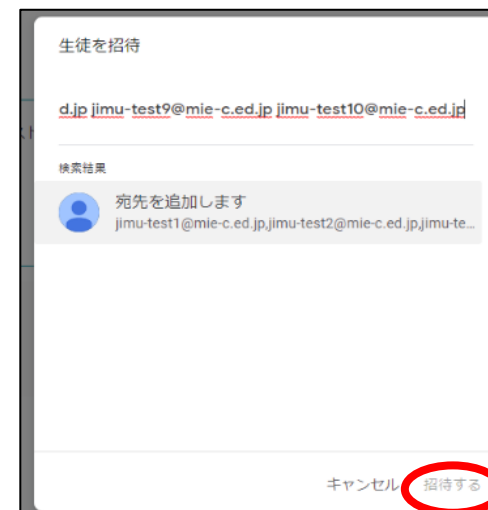 生徒を招待
d.jp jimu-test9@mie-c.ed.jp jimu-test10@mie-c.ed.jp
検索結果
宛先を追加します
jimu-test1@mie-c.ed.jp,jimu-test2@mie-c.ed.jp,jimu-te...
キャンセル 招待する